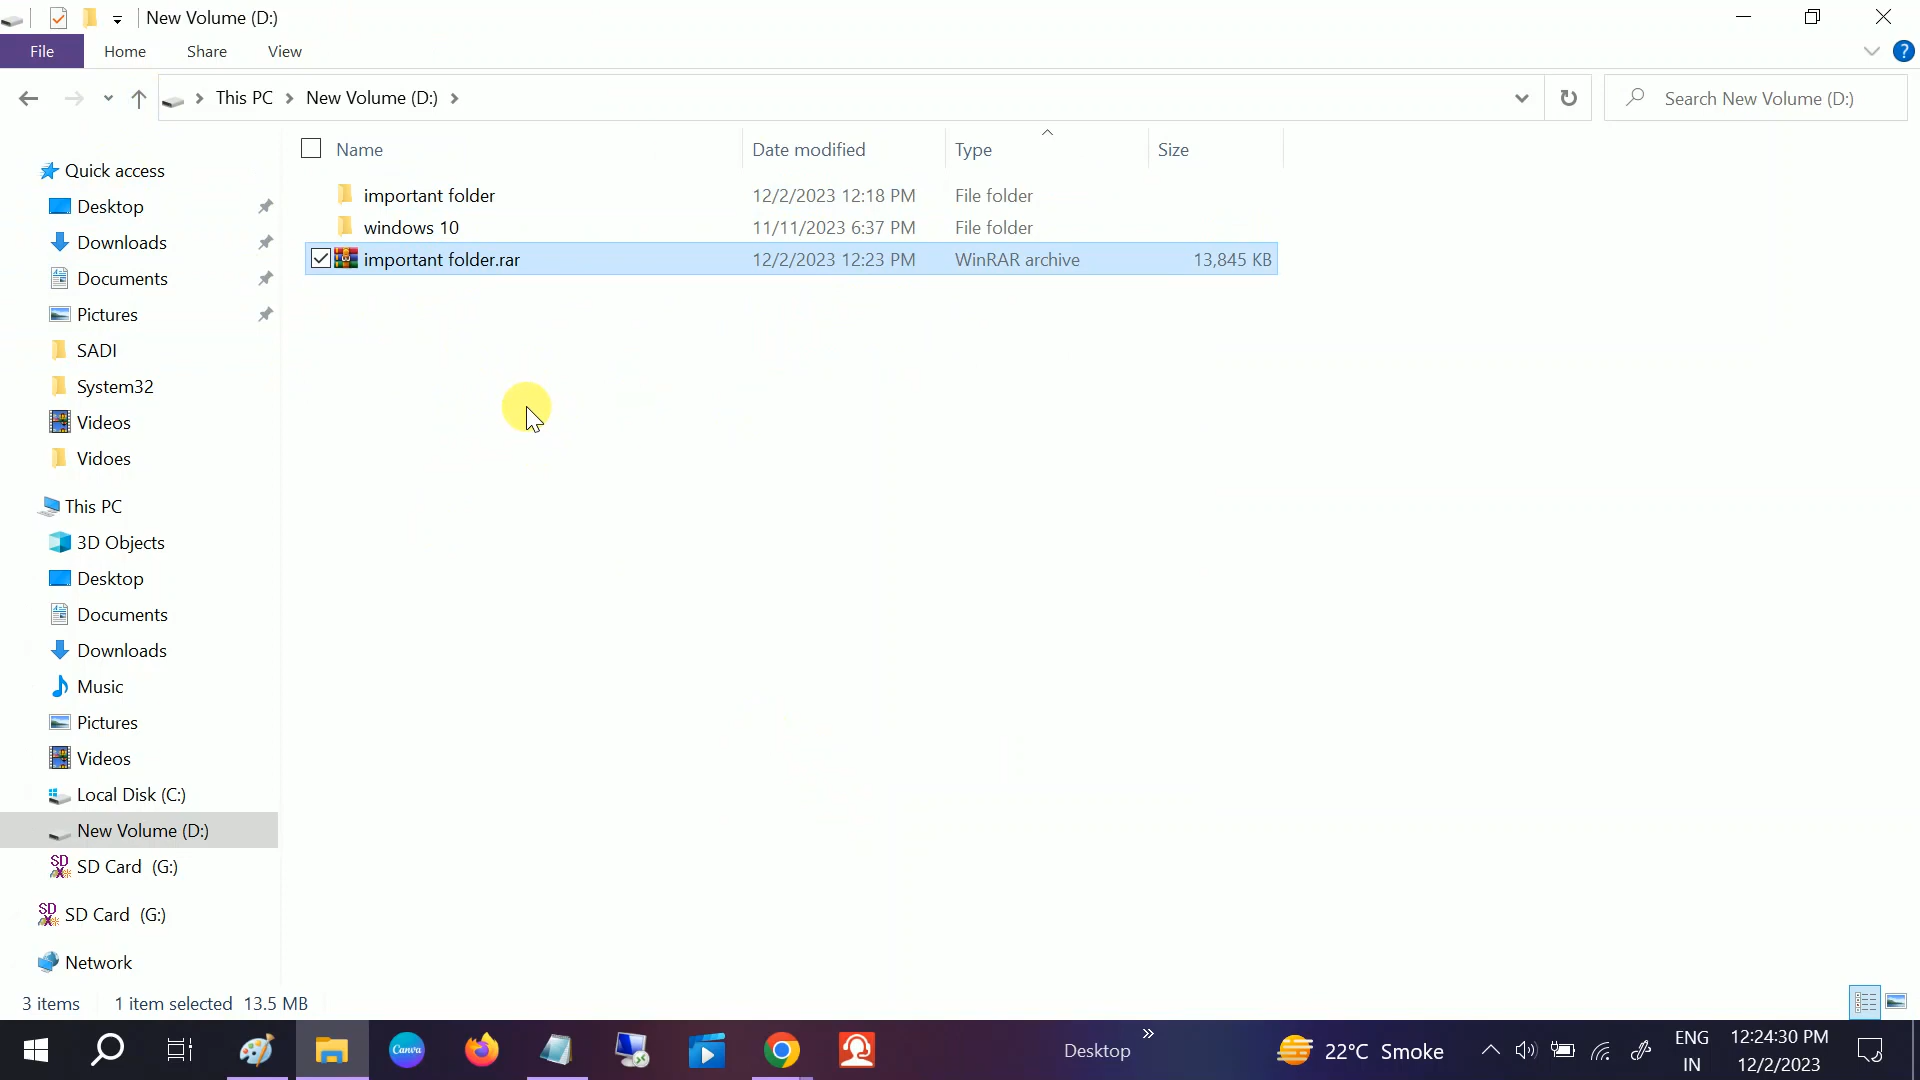 New Volume (D:)
File Home Share View
This PC New Volume (D:)
Search New Volume (D:)
Name Date modified Type Size
important folder 12/2/2023 12:18 PM File folder
windows 10 11/11/2023 6:37 PM File folder
important folder.rar 12/2/2023 12:23 PM WinRAR archive 13,845 KB
Quick access
Desktop
Downloads
Documents
Pictures
SADI
System32
Videos
Vidoes
This PC
3D Objects
Desktop
Documents
Downloads
Music
Pictures
Videos
Local Disk (C:)
New Volume (D:)
SD Card (G:)
SD Card (G:)
Network
3 items 1 item selected 13.5 MB
Canva
Desktop
22°C Smoke
ENG
IN
12:24:30 PM
12/2/2023